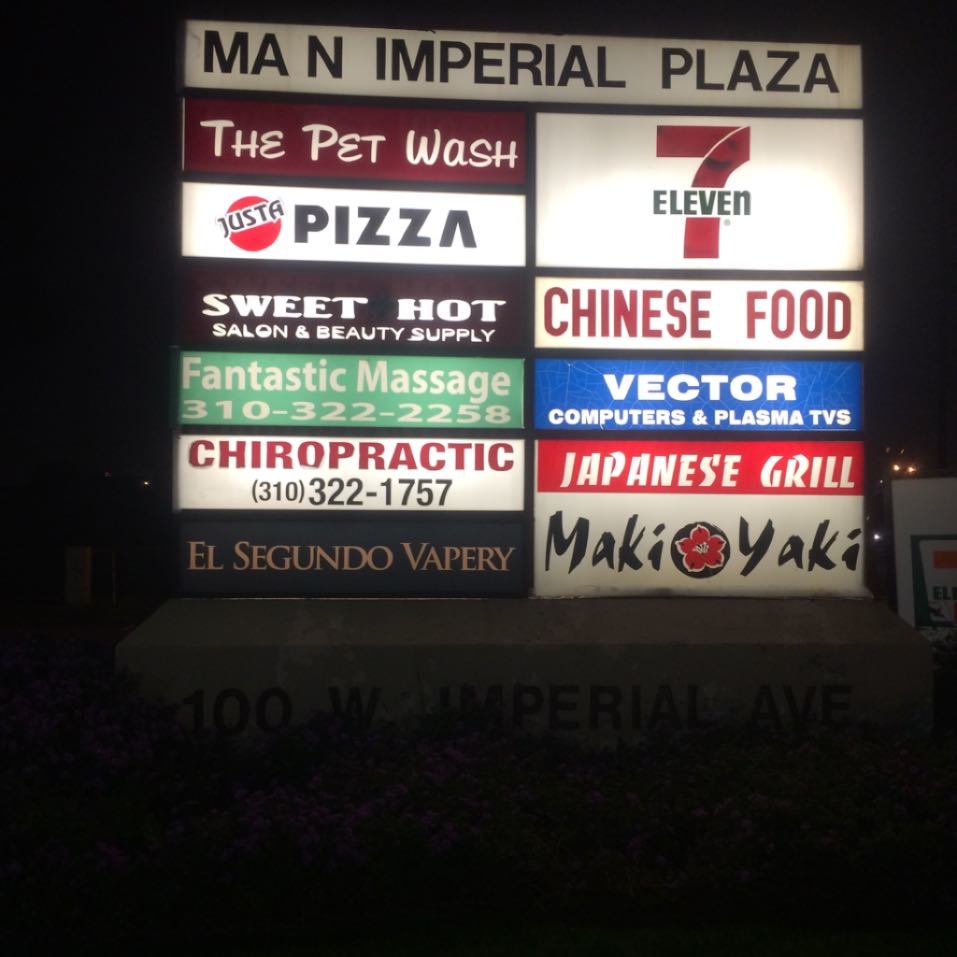 MA N IMPERIAL PLAZA
THE PET WASH
JUSTA PIZZA
SWEET HOT
SALON & BEAUTY SUPPLY
Fantastic Massage
310-322-2258
CHIROPRACTIC
(310) 322-1757
EL SEGUNDO VAPERY
7
ELEVEn
®
CHINESE FOOD
VECTOR
COMPUTERS & PLASMA TVS
JAPANESE GRILL
Maki Yaki
100 W. IMPERIAL AVE.